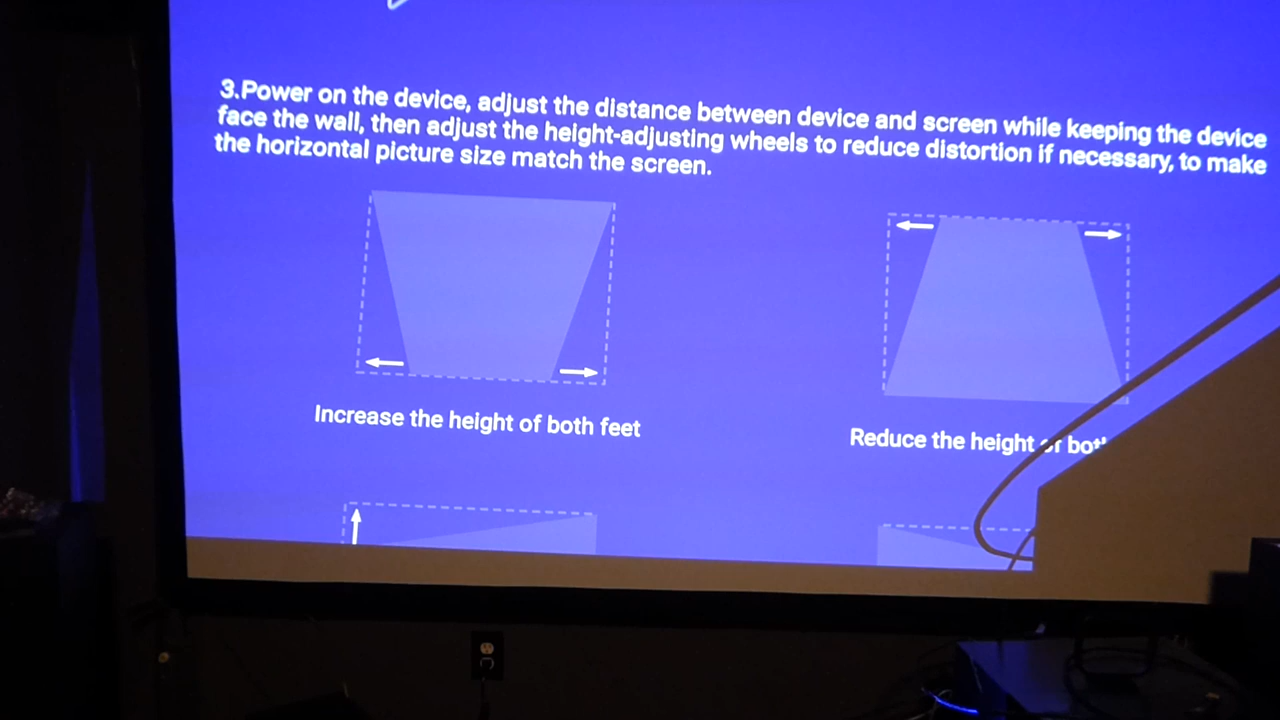 3.Power on the device, adjust the distance between device and screen while keeping the device
face the wall, then adjust the height-adjusting wheels to reduce distortion if necessary, to make
the horizontal picture size match the screen.
Increase the height of both feet
Reduce the height of